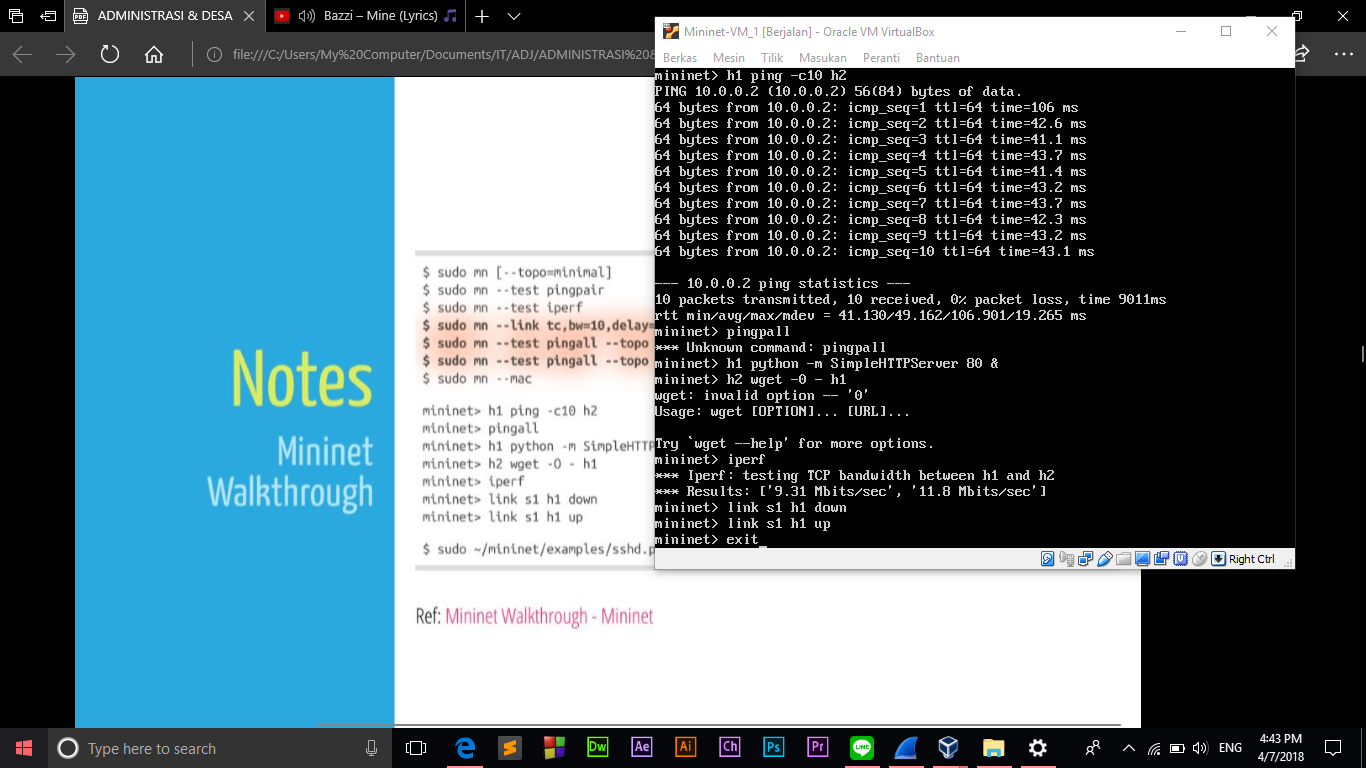 ADMINISTRASI & DESA
Bazzi – Mine (Lyrics)
file:///C:/Users/My%20Computer/Documents/IT/ADJ/ADMINISTRASI%20&
Notes
Mininet
Walkthrough
$ sudo mn [--topo=minimal]
$ sudo mn --test pingpair
$ sudo mn --test iperf
$ sudo mn --link tc,bw=10,delay=
$ sudo mn --test pingall --topo
$ sudo mn --test pingall --topo
$ sudo mn --mac
mininet> h1 ping -c10 h2
mininet> pingall
mininet> h1 python -m SimpleHTTP
mininet> h2 wget -O - h1
mininet> iperf
mininet> link s1 h1 down
mininet> link s1 h1 up
$ sudo ~/mininet/examples/sshd.p
Ref: Mininet Walkthrough - Mininet
Mininet-VM_1 [Berjalan] - Oracle VM VirtualBox
Berkas Mesin Tilik Masukan Peranti Bantuan
mininet> h1 ping -c10 h2
PING 10.0.0.2 (10.0.0.2) 56(84) bytes of data.
64 bytes from 10.0.0.2: icmp_seq=1 ttl=64 time=106 ms
64 bytes from 10.0.0.2: icmp_seq=2 ttl=64 time=42.6 ms
64 bytes from 10.0.0.2: icmp_seq=3 ttl=64 time=41.1 ms
64 bytes from 10.0.0.2: icmp_seq=4 ttl=64 time=43.7 ms
64 bytes from 10.0.0.2: icmp_seq=5 ttl=64 time=41.4 ms
64 bytes from 10.0.0.2: icmp_seq=6 ttl=64 time=43.2 ms
64 bytes from 10.0.0.2: icmp_seq=7 ttl=64 time=43.7 ms
64 bytes from 10.0.0.2: icmp_seq=8 ttl=64 time=42.3 ms
64 bytes from 10.0.0.2: icmp_seq=9 ttl=64 time=43.2 ms
64 bytes from 10.0.0.2: icmp_seq=10 ttl=64 time=43.1 ms
--- 10.0.0.2 ping statistics ---
10 packets transmitted, 10 received, 0% packet loss, time 9011ms
rtt min/avg/max/mdev = 41.130/49.162/106.901/19.265 ms
mininet> pingpall
*** Unknown command: pingpall
mininet> h1 python -m SimpleHTTPServer 80 &
mininet> h2 wget -0 - h1
wget: invalid option -- '0'
Usage: wget [OPTION]... [URL]...
Try `wget --help' for more options.
mininet> iperf
*** Iperf: testing TCP bandwidth between h1 and h2
*** Results: ['9.31 Mbits/sec', '11.8 Mbits/sec']
mininet> link s1 h1 down
mininet> link s1 h1 up
mininet> exit_
Right Ctrl
Type here to search
Dw
Ae
Ai
Ch
Ps
Pr
LINE
ENG
4:43 PM
4/7/2018